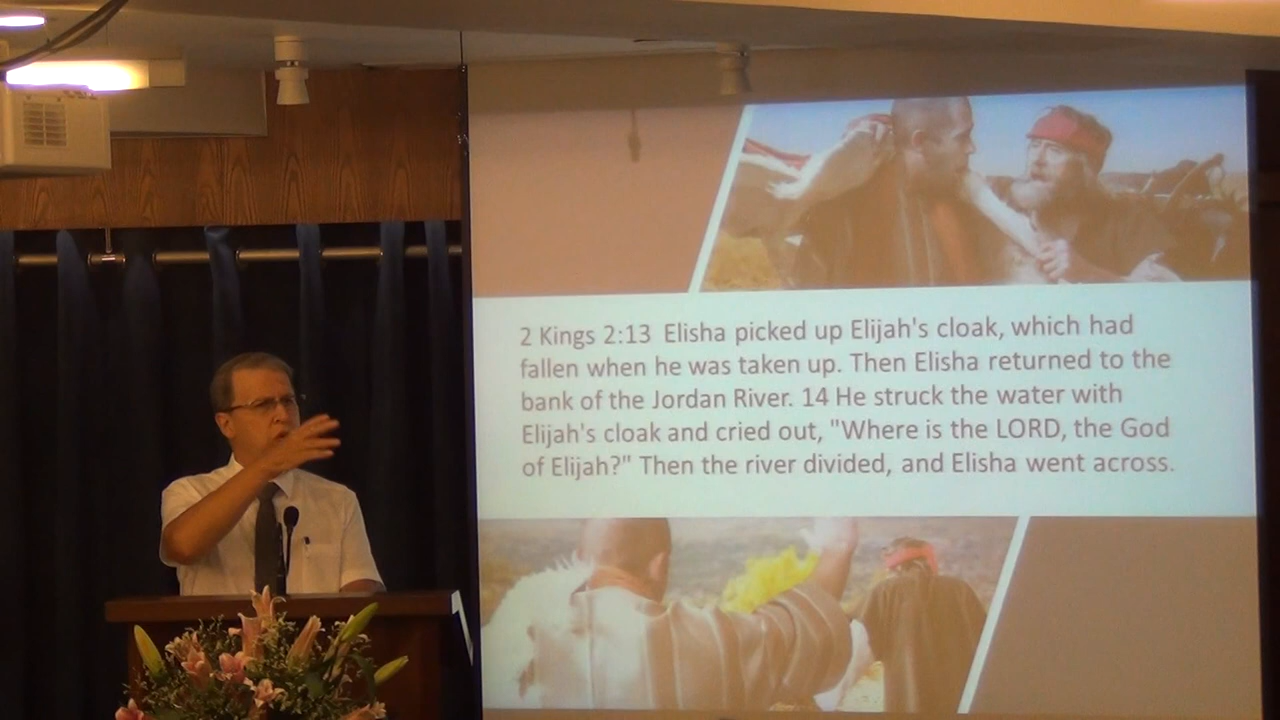 2 Kings 2:13 Elisha picked up Elijah's cloak, which had
fallen when he was taken up. Then Elisha returned to the
bank of the Jordan River. 14 He struck the water with
Elijah's cloak and cried out, "Where is the LORD, the God
of Elijah?" Then the river divided, and Elisha went across.